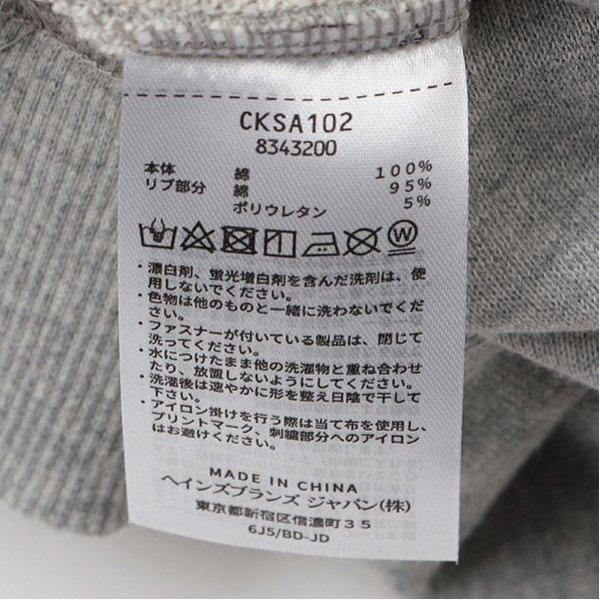 CKSA102
8343200
本体 綿 100%
リブ部分 綿 95%
ポリウレタン 5%
W
・漂白剤、蛍光増白剤を含んだ洗剤は、使
用しないでください。
・色物は他のものと一緒に洗わないでくだ
さい。
・ファスナーが付いている製品は、閉じて
洗ってください。
・水につけたまま他の洗濯物と重ね合わせ
たり、放置しないようにしてください。
・洗濯後は速やかに形を整え日陰で干して
下さい。
・アイロン掛けを行う際は当て布を使用し、
プリントマーク、刺繍部分へのアイロン
はお避けください。
MADE IN CHINA
ヘインズブランズ ジャパン(株)
東京都新宿区信濃町35
6J5/BD-JD